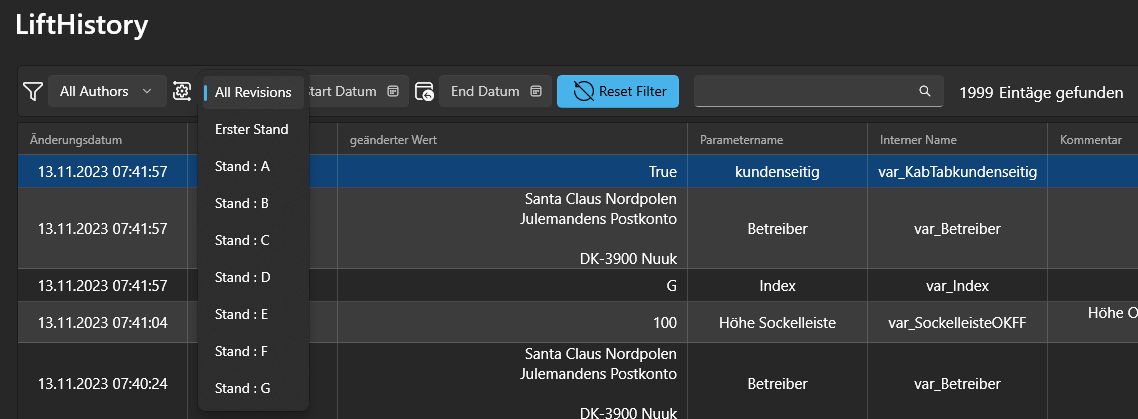 LiftHistory
All Authors
All Revisions
tart Datum
End Datum
Reset Filter
1999 Eintäge gefunden
Erster Stand
Stand : A
Stand : B
Stand : C
Stand : D
Stand : E
Stand : F
Stand : G
Änderungsdatum geänderter Wert Parametername Interner Name Kommentar
13.11.2023 07:41:57 True kundenseitig var_KabTabkundenseitig
Santa Claus Nordpolen
Julemandens Postkonto
13.11.2023 07:41:57 Betreiber var_Betreiber
DK-3900 Nuuk
13.11.2023 07:41:57 G Index var_Index
13.11.2023 07:41:04 100 Höhe Sockelleiste var_SockelleisteOKFF Höhe O
Santa Claus Nordpolen
Julemandens Postkonto
13.11.2023 07:40:24 Betreiber var_Betreiber
DK-3900 Nuuk